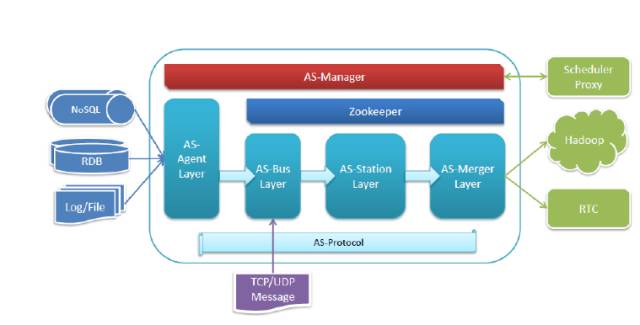 AS-Manager
Scheduler
Proxy
NoSQL
Zookeeper
Hadoop
RDB
AS-
Agent
Layer
AS-Bus
Layer
AS-Station
Layer
AS-Merger
Layer
Log/File
RTC
AS-Protocol
TCP/UDP
Message